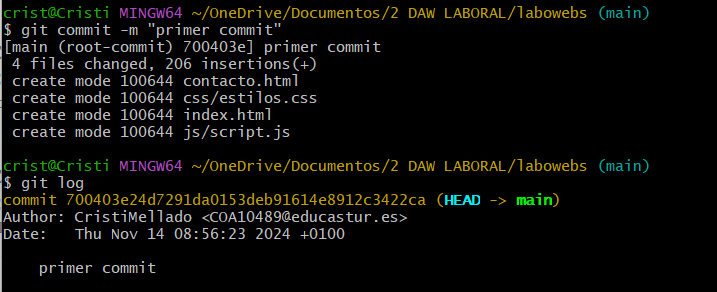 crist@Cristi MINGW64 ~/OneDrive/Documentos/2 DAW LABORAL/labowebs (main)
$ git commit -m "primer commit"
[main (root-commit) 700403e] primer commit
 4 files changed, 206 insertions(+)
 create mode 100644 contacto.html
 create mode 100644 css/estilos.css
 create mode 100644 index.html
 create mode 100644 js/script.js
crist@Cristi MINGW64 ~/OneDrive/Documentos/2 DAW LABORAL/labowebs (main)
$ git log
commit 700403e24d7291da0153deb91614e8912c3422ca (HEAD -> main)
Author: CristiMellado <COA10489@educastur.es>
Date:   Thu Nov 14 08:56:23 2024 +0100
    primer commit